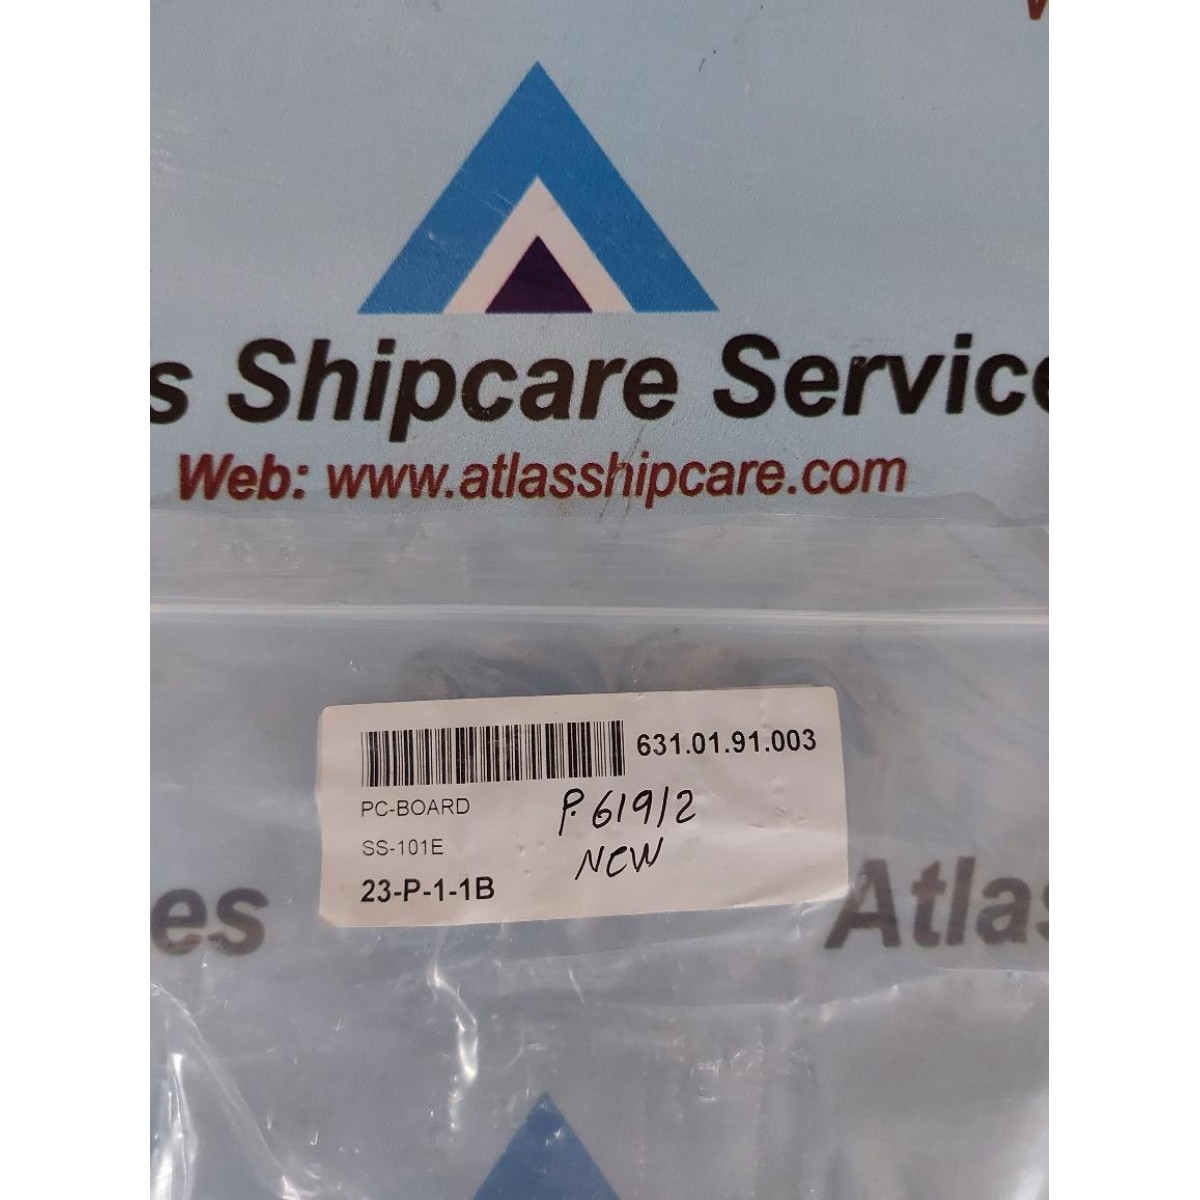 s Shipcare Service
Web: www.atlasshipcare.com
631.01.91.003
PC-BOARD
P.619/2
SS-101E
NEW
23-P-1-1B
es
Atlas